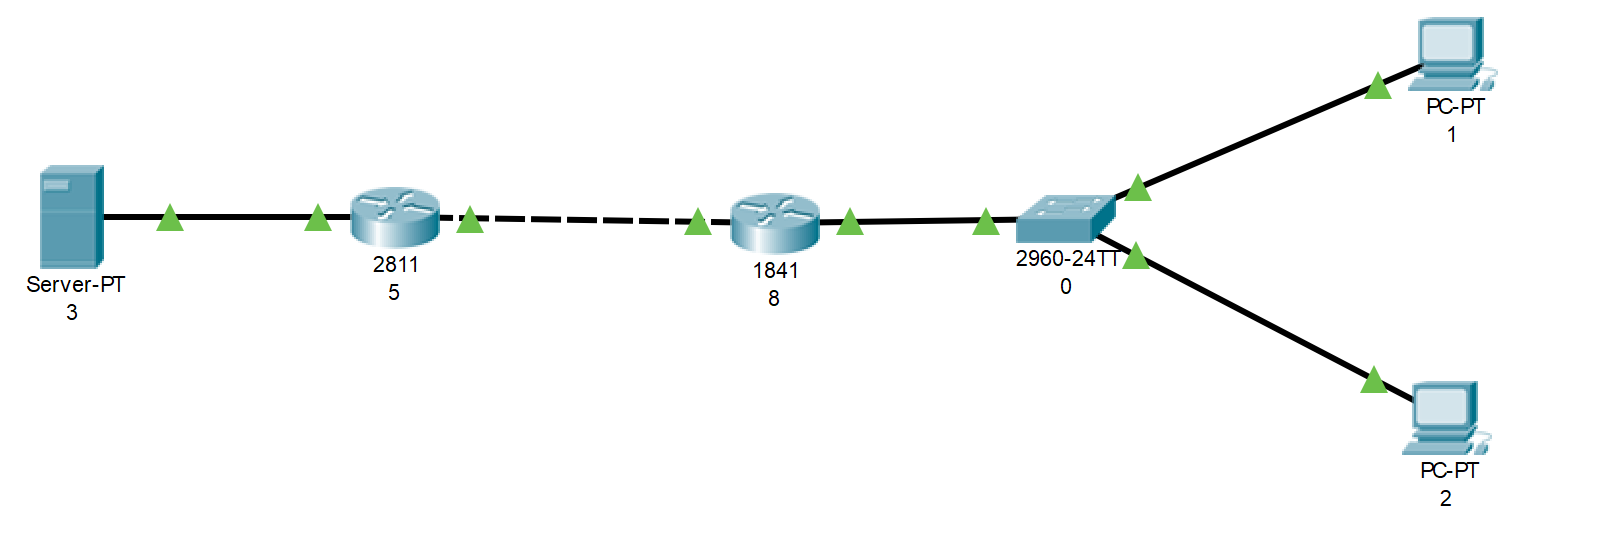 PC-PT
1
Server-PT
3
2811
5
1841
8
2960-24TT
0
PC-PT
2